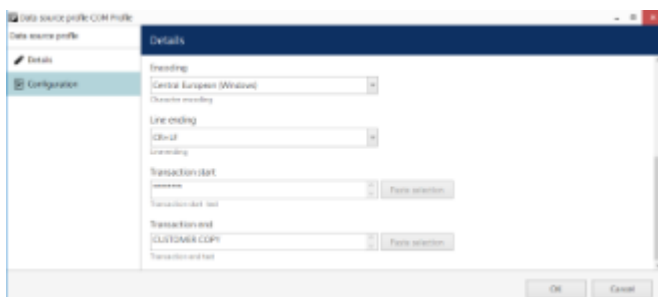 Data source profile COM Profile
Data source profile
Details
Details
Configuration
Encoding
Central European (Windows)
Character encoding
Line ending
CR+LF
Line ending
Transaction start
Paste selection
Transaction start text
Transaction end
CUSTOMER COPY
Paste selection
Transaction end text
OK
Cancel